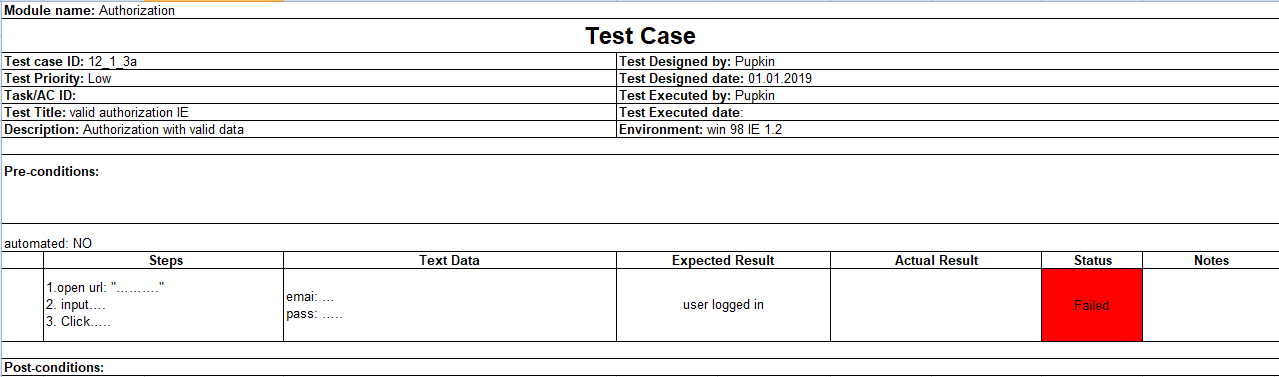 Module name: Authorization
Test Case
Test case ID: 12_1_3a
Test Designed by: Pupkin
Test Priority: Low
Test Designed date: 01.01.2019
Task/AC ID:
Test Executed by: Pupkin
Test Title: valid authorization IE
Test Executed date:
Description: Authorization with valid data
Environment: win 98 IE 1.2
Pre-conditions:
automated: NO
Steps
Text Data
Expected Result
Actual Result
Status
Notes
1.open url: ".........."
2. input....
3. Click.....
emai: ...
pass: .....
user logged in
Failed
Post-conditions: